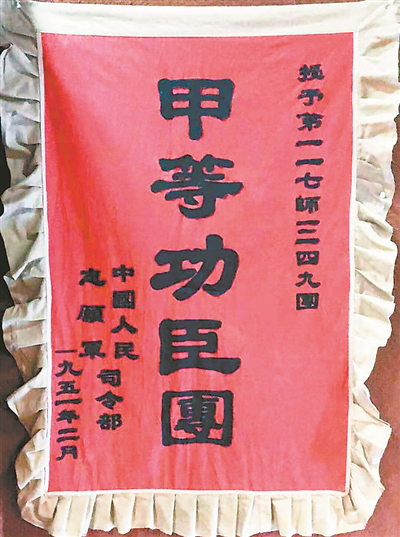 授予第一一七師三四九團
甲等功臣團
中國人民
志願軍
司令部
一九五一年二月